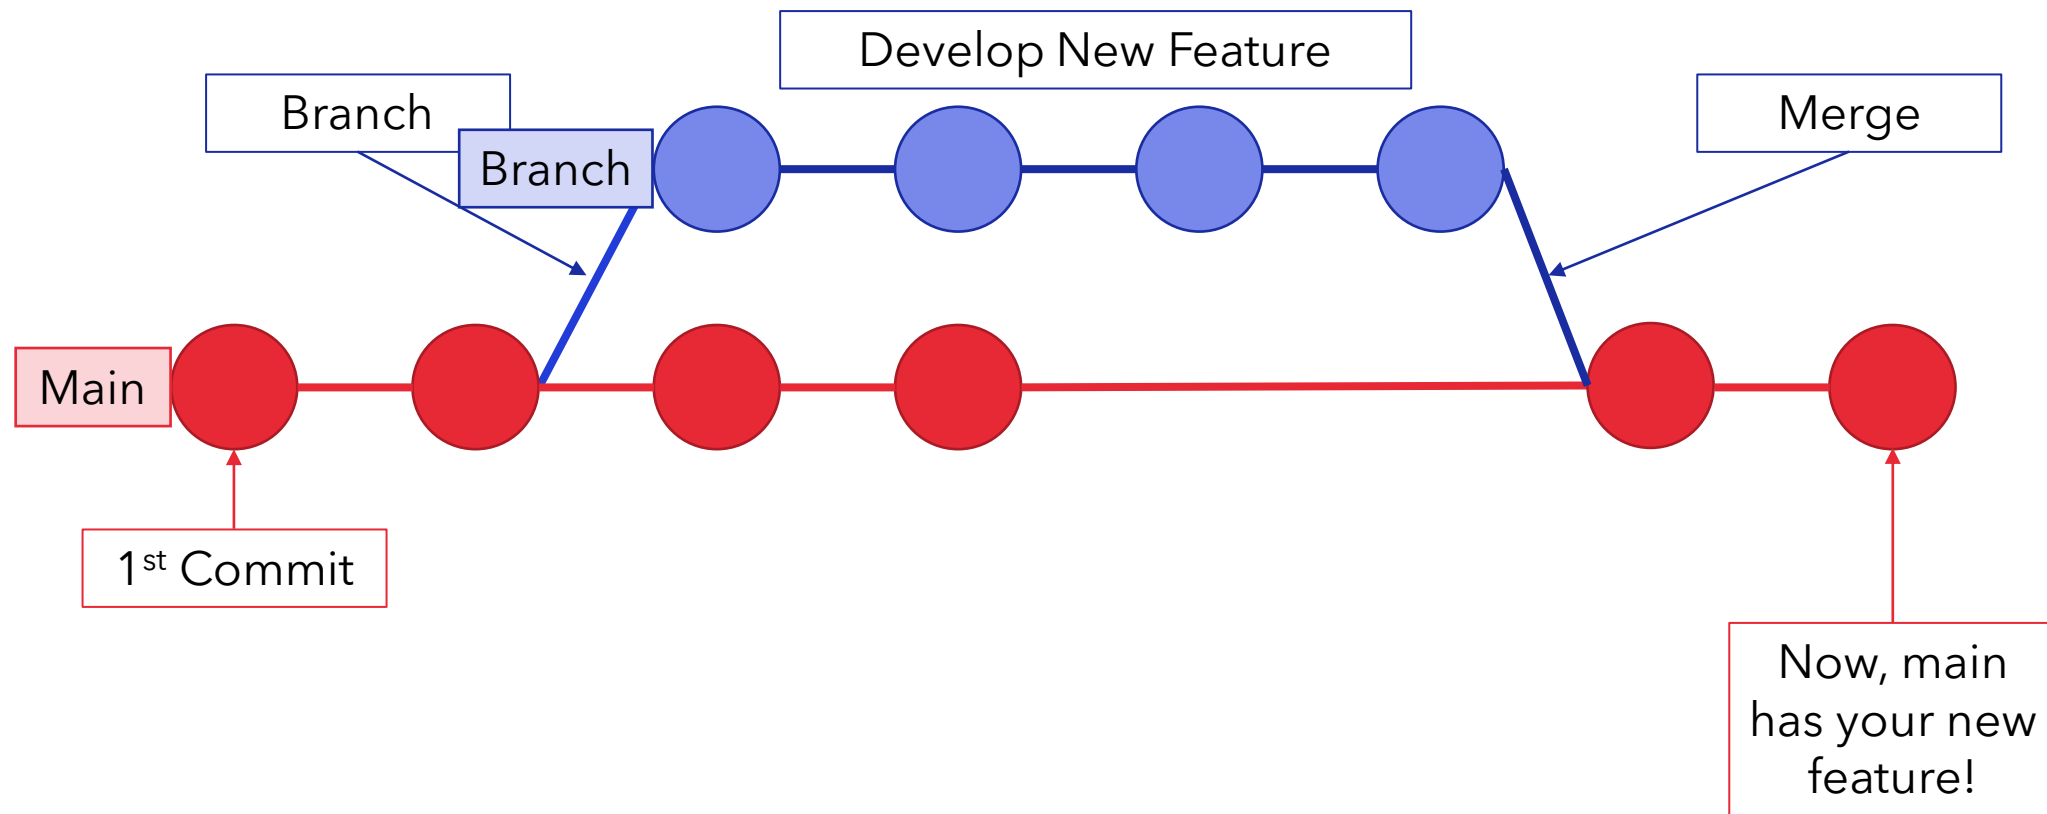 Develop New Feature
Branch
Merge
Branch
Main
1st Commit
Now, main
has your new
feature!